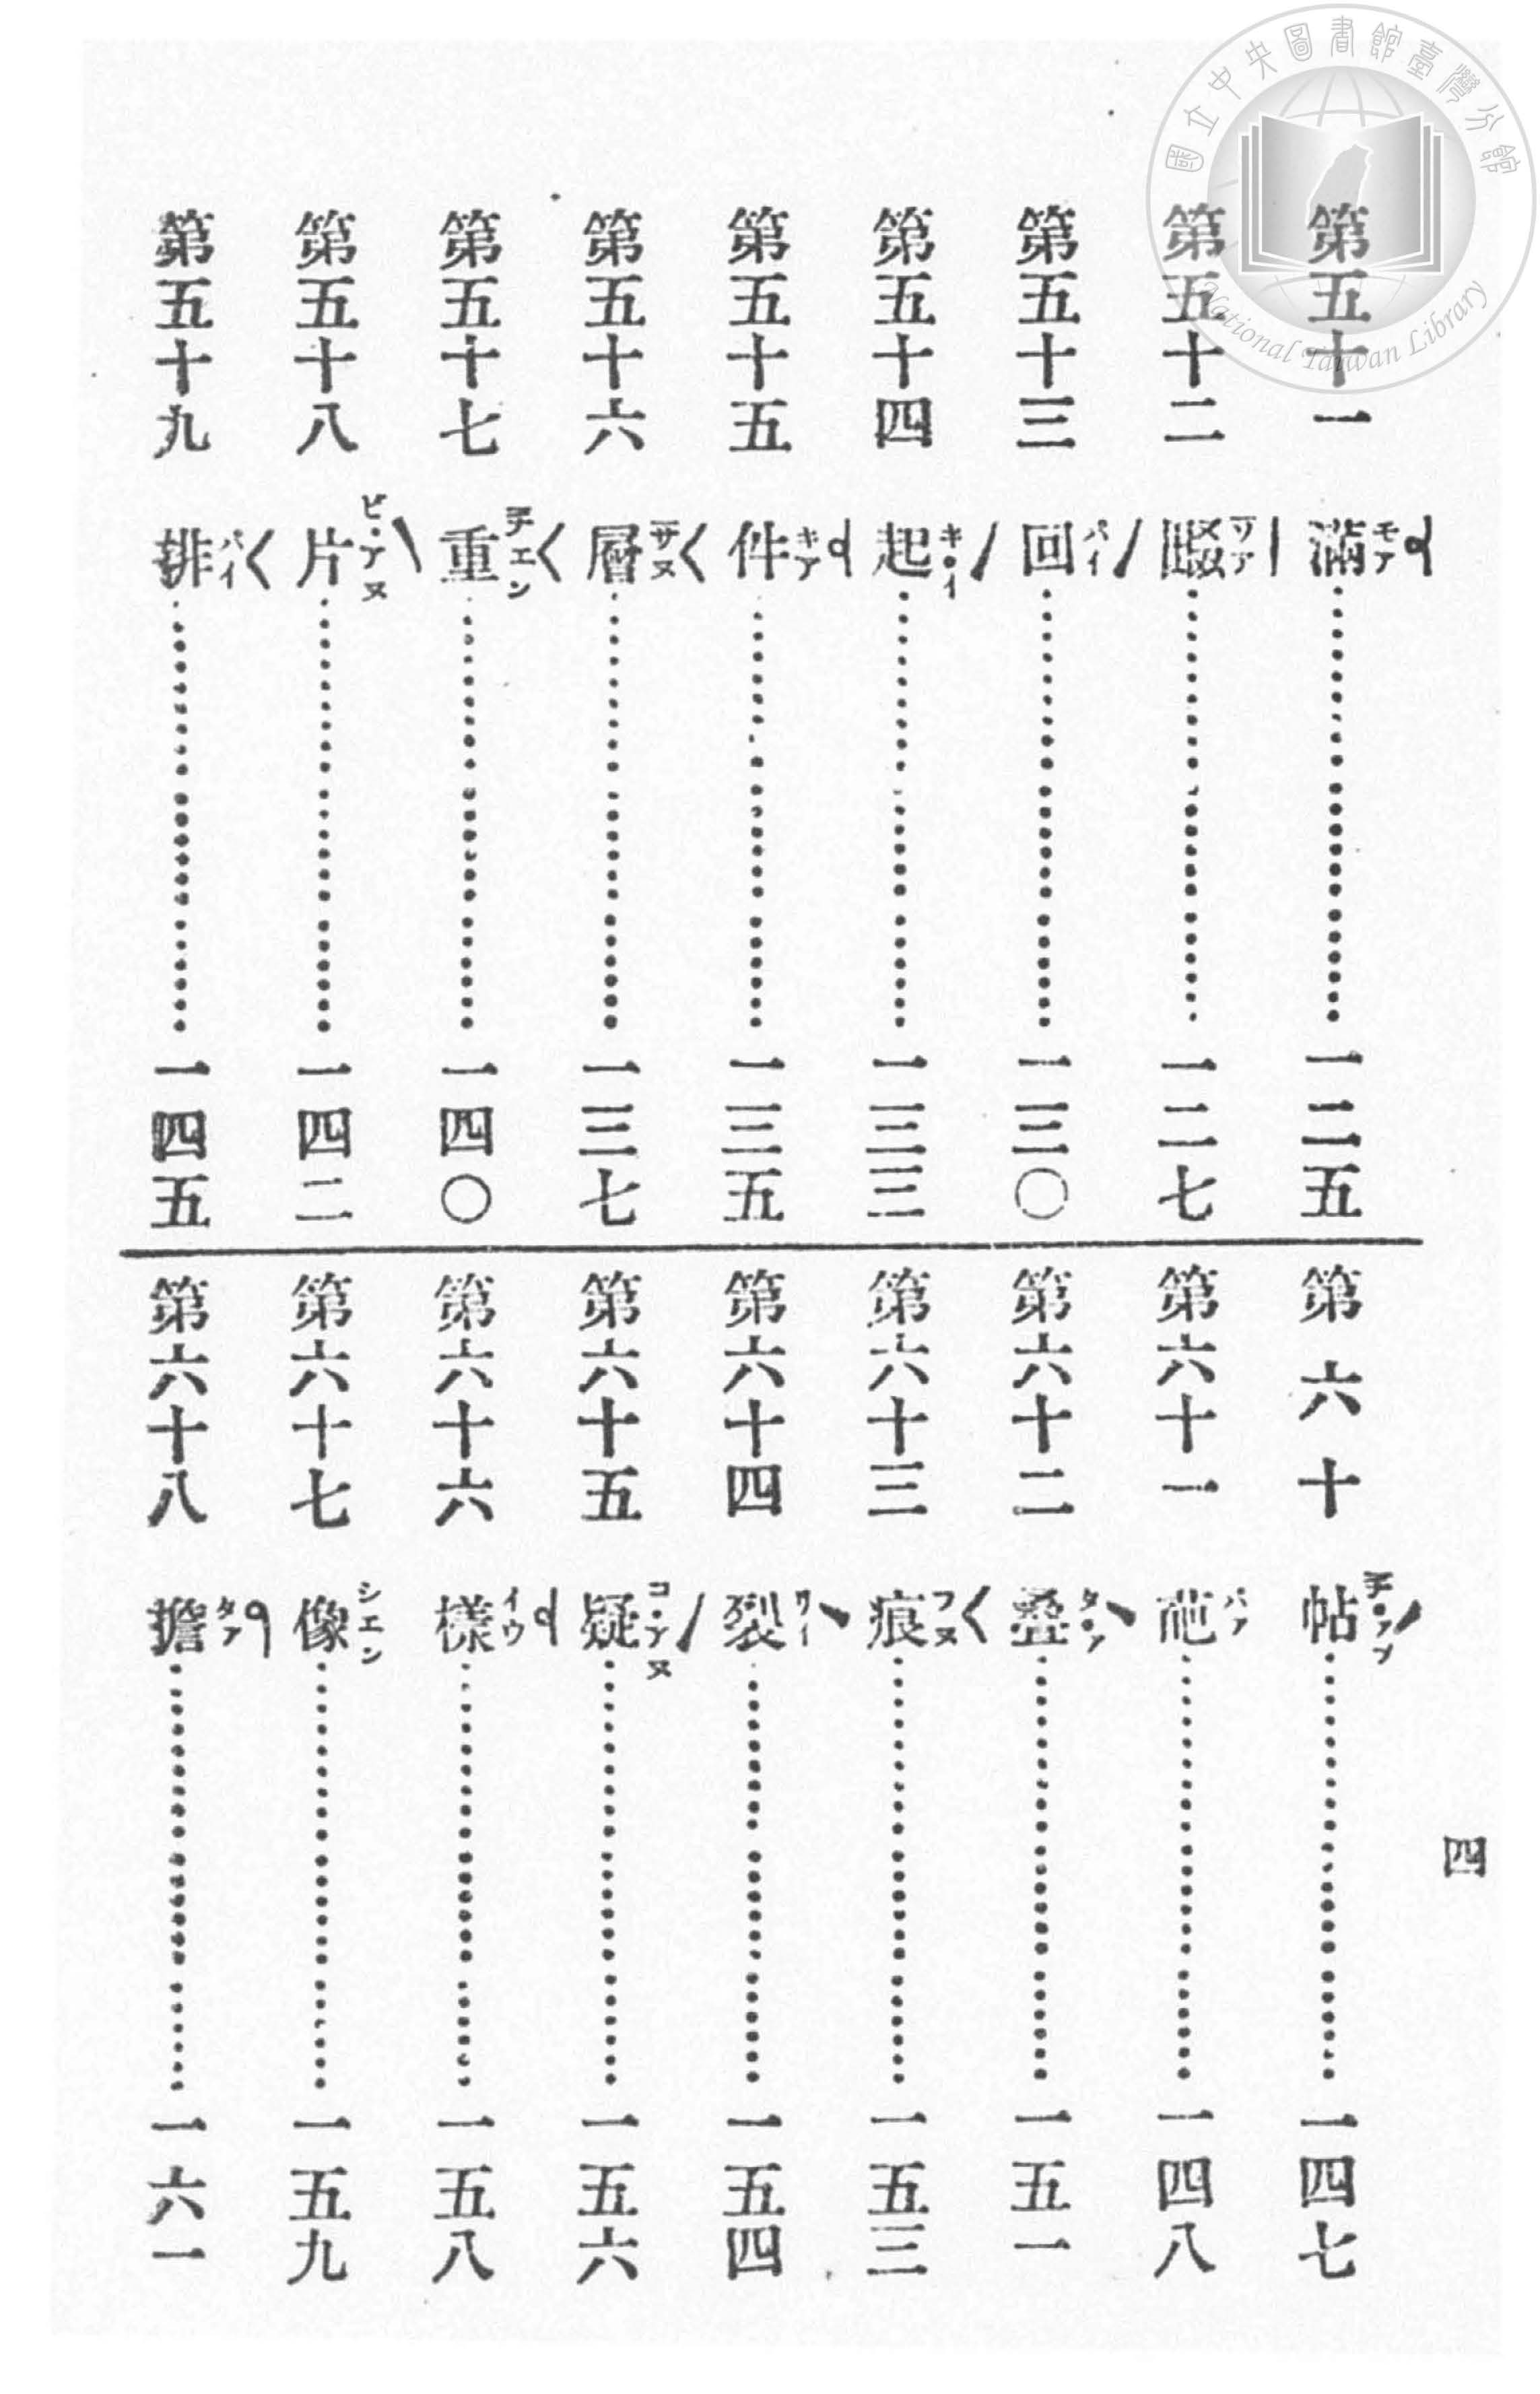 國立中央圖書館臺灣分館
National Taiwan Library
四
第五十一 滿 モア 一二五
第五十二 一二七
第五十三 回 パイ 一三〇
第五十四 起 キイ 一三三
第五十五 件 キア 一三五
第五十六 層 サヌ 一三七
第五十七 重 チエン 一四〇
第五十八 片 ピアヌ 一四二
第五十九 排 パイ 一四五
第六十 帖 チアプ 一四七
第六十一 葩 パア 一四八
第六十二 疊 タア 一五一
第六十三 痕 フヌ 一五三
第六十四 裂 リイ 一五四
第六十五 疑 コアヌ 一五六
第六十六 樣 イウ 一五八
第六十七 像 シエン 一五九
第六十八 擔 タア 一六一